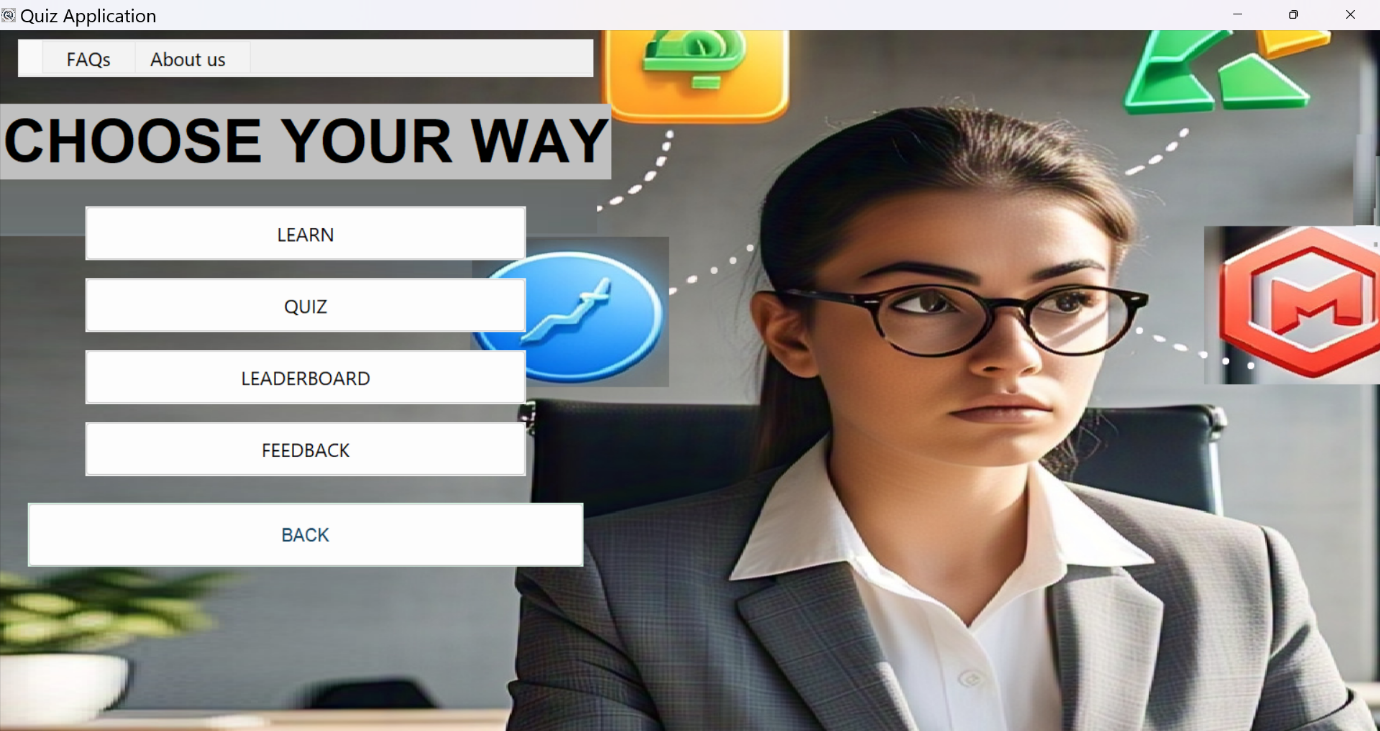 Quiz Application
FAQs About us
CHOOSE YOUR WAY
LEARN
QUIZ
LEADERBOARD
FEEDBACK
BACK
M